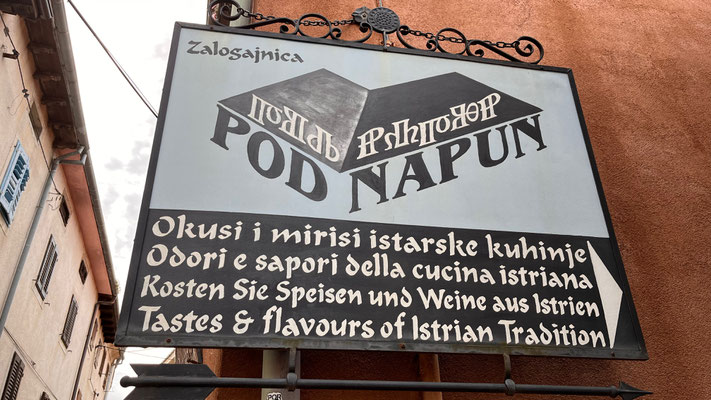 Zalogajnica
POD NAPUN
Okusi i mirisi istarske kuhinje
Odori e sapori della cucina istriana
Kosten Sie Speisen und Weine aus Istrien
Tastes & flavours of Istrian Tradition